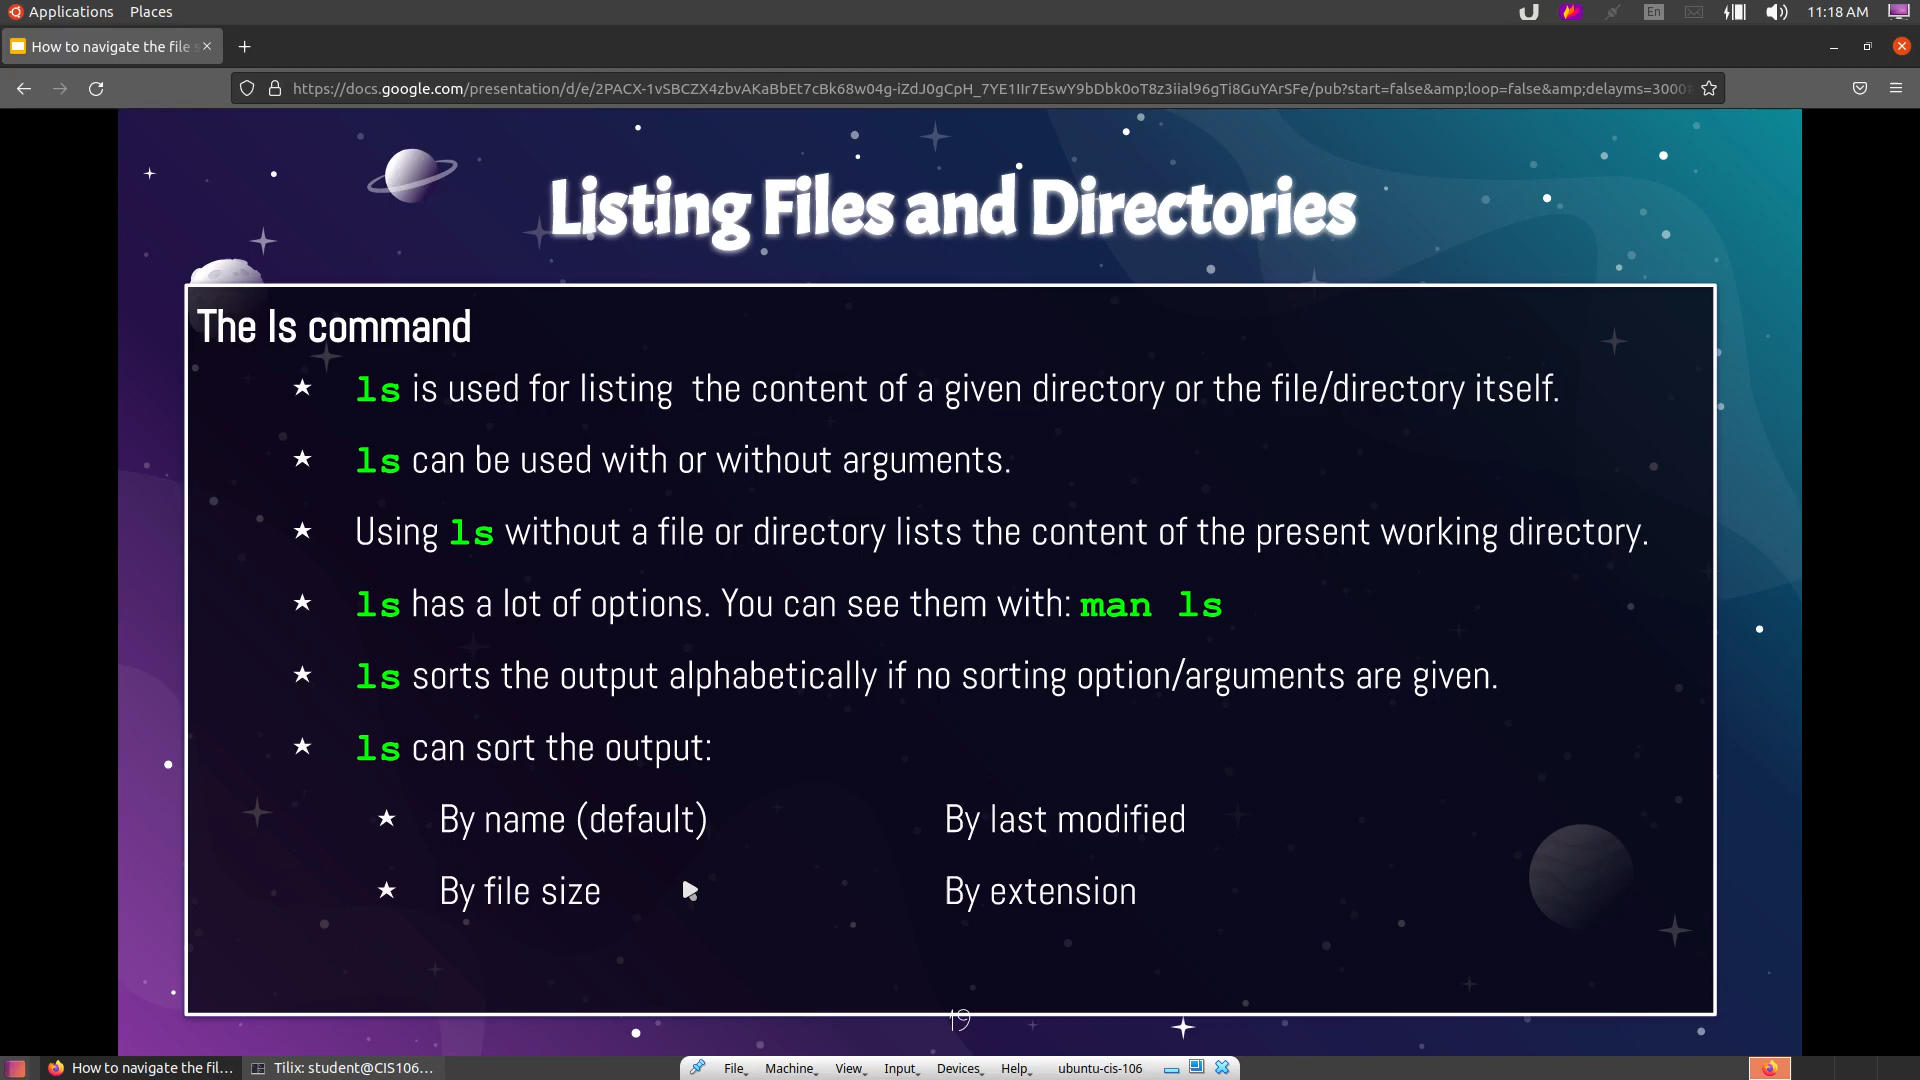 Applications Places
En
11:18 AM
How to navigate the file s
https://docs.google.com/presentation/d/e/2PACX-1vSBCZX4zbvAKaBbEt7cBk68w04g-iZdJ0gCpH_7YE1IIr7EswY9bDbk0oT8z3iial96gTi8GuYArSFe/pub?start=false&amp;loop=false&amp;delayms=3000
Listing Files and Directories
The ls command
★ ls is used for listing the content of a given directory or the file/directory itself.
★ ls can be used with or without arguments.
★ Using ls without a file or directory lists the content of the present working directory.
★ ls has a lot of options. You can see them with: man ls
★ ls sorts the output alphabetically if no sorting option/arguments are given.
★ ls can sort the output:
★ By name (default) By last modified
★ By file size By extension
19
How to navigate the fil...
Tilix: student@CIS106...
File Machine View Input Devices Help ubuntu-cis-106